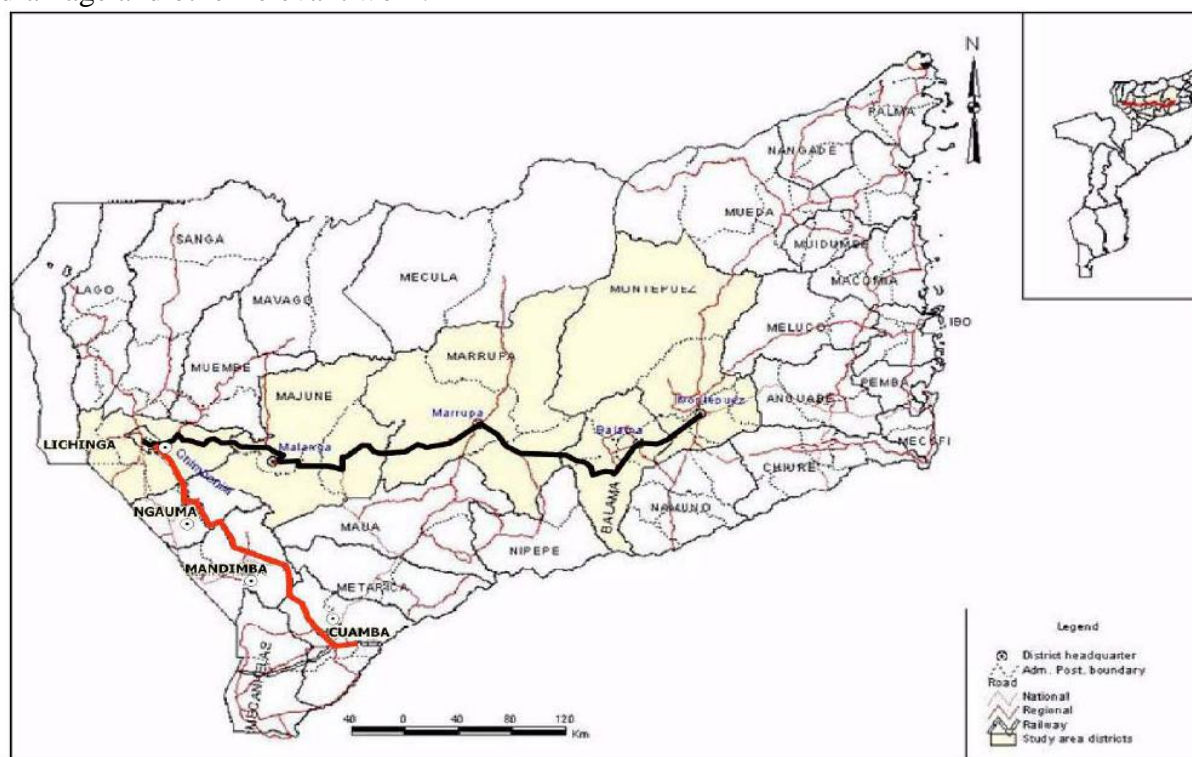 N
PALMA
NANGADE
MUEDA
SANGA
MUIDUMBE
MECULA
MONTEPUEZ
MACOMIA
LAGO
MAVAGO
IBO
MELUCO
MARRUPA
MUEMBE
PEMBA
MAJUNE
ANCUABE
Montepuez
Marrupa
Balama
MECUFI
LICHINGA
Malanga
CHIURE
NGAUMA
BALAMA
NAMUNO
MAUA
NIPEPE
MANDIMBA
METARICA
CUAMBA
MECANHELAS
40 0 40 80 120
Km
Legend
District headquarter
Adm. Post. boundary
Road
National
Regional
Railway
Study area districts